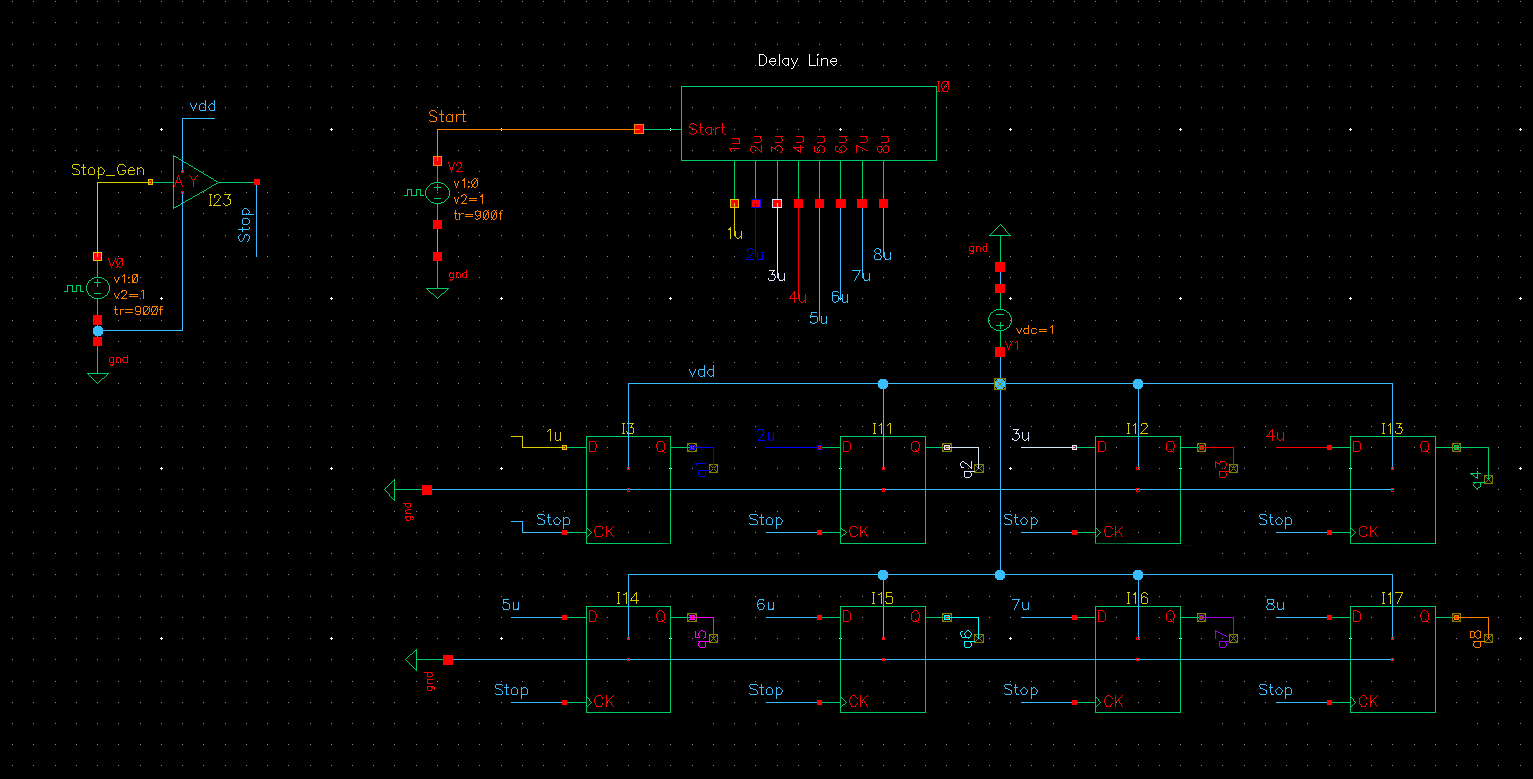 Delay Line
I0
vdd
Start
Start
1u
2u
3u
4u
5u
6u
7u
8u
Stop_Gen
A Y
I23
Stop
V2
v1:0
v2=1
tr=900f
gnd
V0
v1:0
v2=1
tr=900f
gnd
1u
2u
3u
4u
5u
6u
7u
8u
gnd
vdc=1
V1
vdd
1u
I3
D
Q
q1
2u
I11
D
Q
q2
3u
I12
D
Q
q3
4u
I13
D
Q
q4
gnd
Stop
CK
Stop
CK
Stop
CK
Stop
CK
5u
I14
D
Q
q5
6u
I15
D
Q
q6
7u
I16
D
Q
q7
8u
I17
D
Q
q8
gnd
Stop
CK
Stop
CK
Stop
CK
Stop
CK